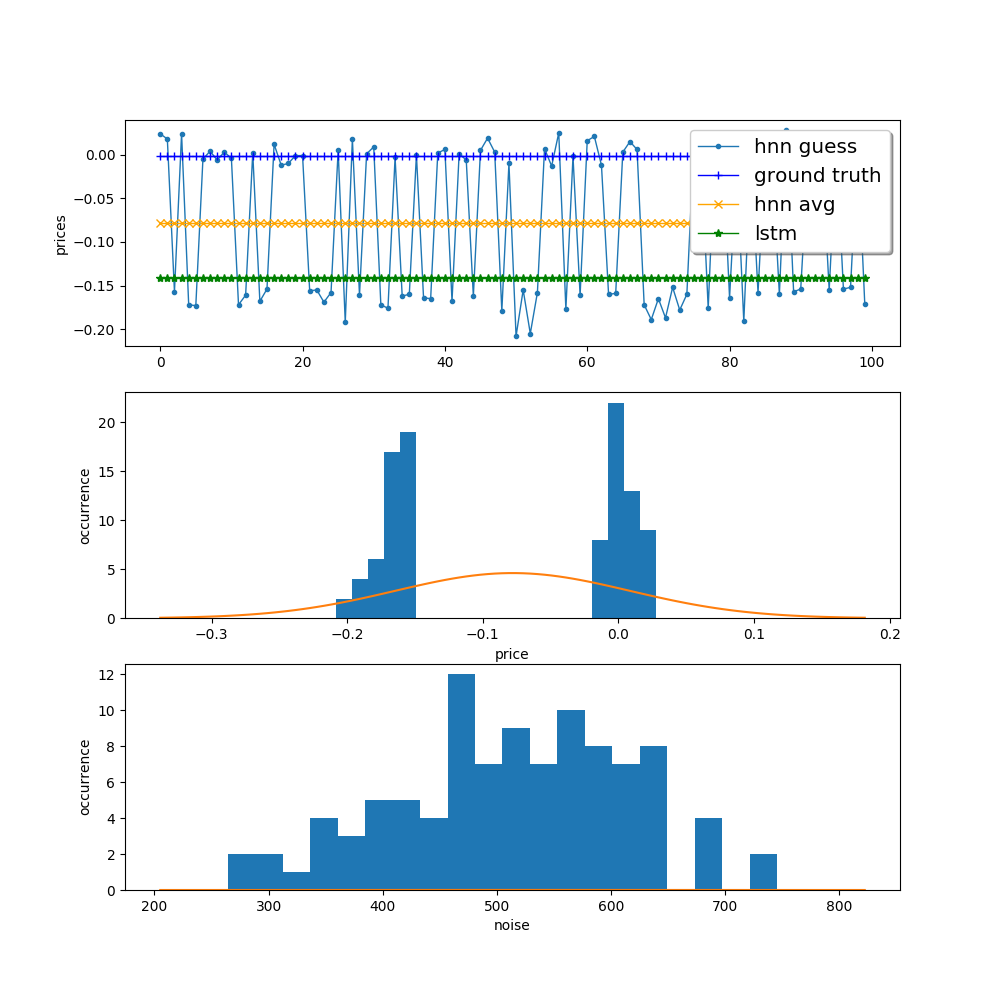 0.00
−0.05
−0.10
−0.15
−0.20
prices
hnn guess
ground truth
hnn avg
lstm
0 20 40 60 80 100
20
15
10
5
0
occurrence
−0.3 −0.2 −0.1 0.0 0.1 0.2
price
12
10
8
6
4
2
0
occurrence
200 300 400 500 600 700 800
noise